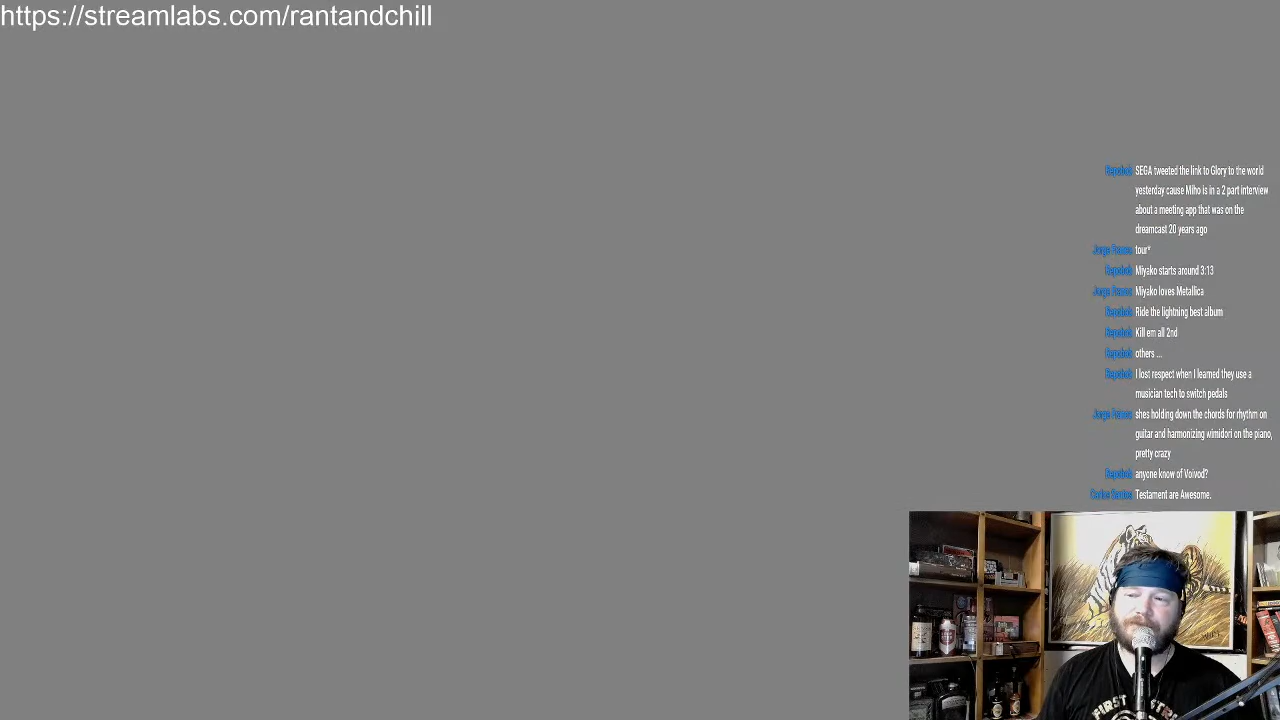 https://streamlabs.com/rantandchill
SEGA tweeted the link to Glory to the world
yesterday cause Miho is in a 2 part interview
about a meeting app that was on the
dreamcast 20 years ago
tour*
Miyako starts around 3:13
Miyako loves Metallica
Ride the lightning best album
Kill em all 2nd
others ...
I lost respect when I learned they use a
musician tech to switch pedals
shes holding down the chords for rhythm on
guitar and harmonizing w/midori on the piano,
pretty crazy
anyone know of Voivod?
Carlos Santos Testament are Awesome.
FIRST STR